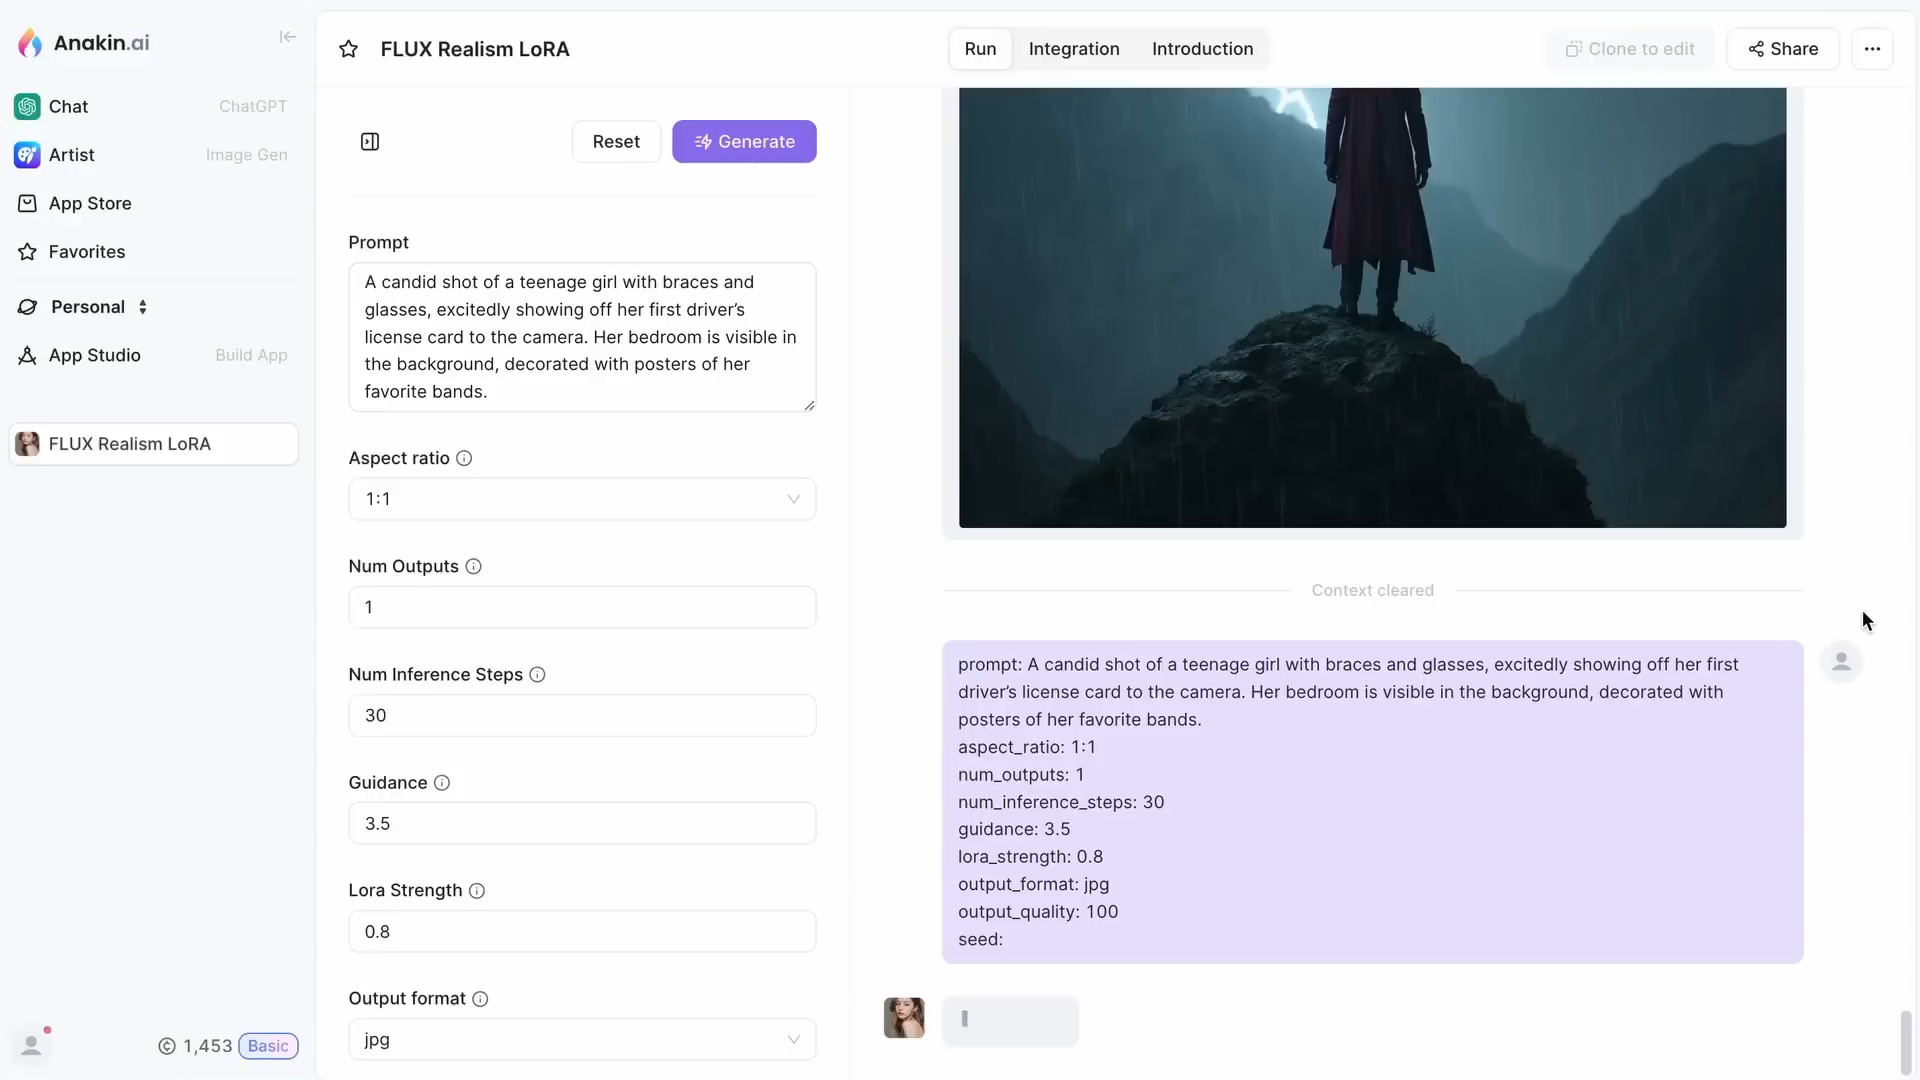 Anakin.ai
Chat ChatGPT
Artist Image Gen
App Store
Favorites
Personal
App Studio Build App
FLUX Realism LoRA
1,453 Basic
FLUX Realism LoRA
Run Integration Introduction
Clone to edit Share
Reset Generate
Prompt
A candid shot of a teenage girl with braces and
glasses, excitedly showing off her first driver’s
license card to the camera. Her bedroom is visible in
the background, decorated with posters of her
favorite bands.
Aspect ratio
1:1
Num Outputs
1
Num Inference Steps
30
Guidance
3.5
Lora Strength
0.8
Output format
jpg
Context cleared
prompt: A candid shot of a teenage girl with braces and glasses, excitedly showing off her first
driver’s license card to the camera. Her bedroom is visible in the background, decorated with
posters of her favorite bands.
aspect_ratio: 1:1
num_outputs: 1
num_inference_steps: 30
guidance: 3.5
lora_strength: 0.8
output_format: jpg
output_quality: 100
seed: